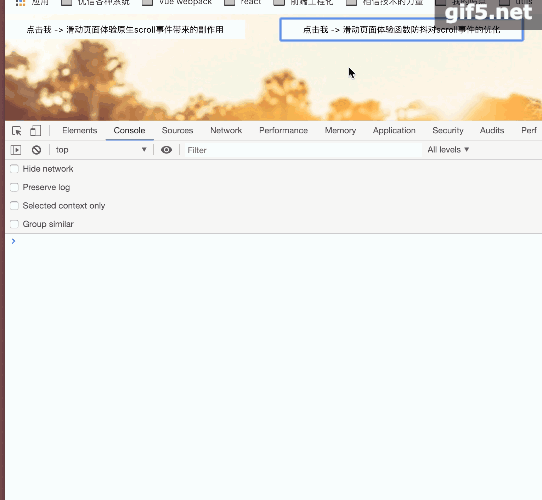 应用 优信各种系统 vue webpack react 前端工程化 相信技术的力量
gif5.net
点击我 -> 滑动页面体验原生scroll事件带来的副作用 点击我 -> 滑动页面体验函数防抖对scroll事件的优化
Elements Console Sources Network Performance Memory Application Security Audits Perf
top Filter All levels
Hide network
Preserve log
Selected context only
Group similar